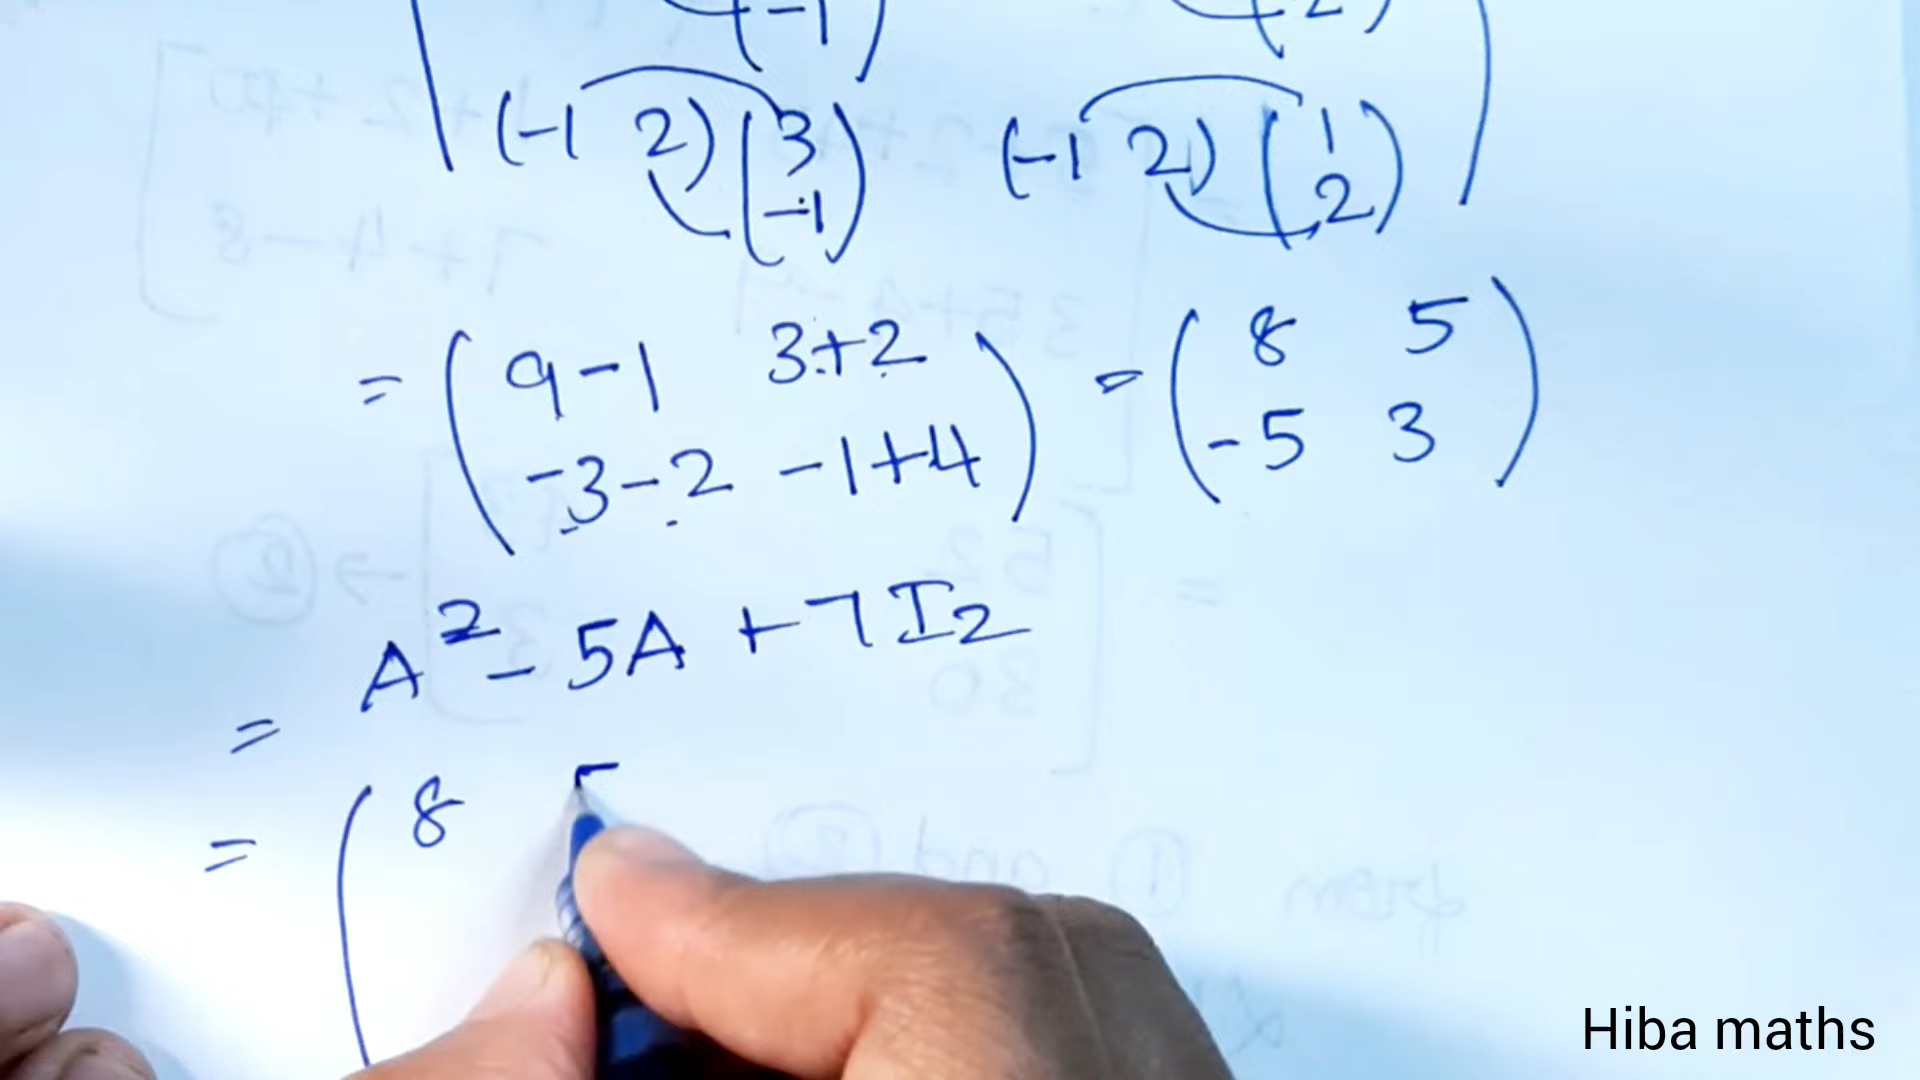 (-1 2) (3 -1) (-1 2) (1 2)
= (9-1 3+2 = (8 5
-3-2 -1+4) -5 3)
A² - 5A + 7I₂
=
= (8 5
Hiba maths